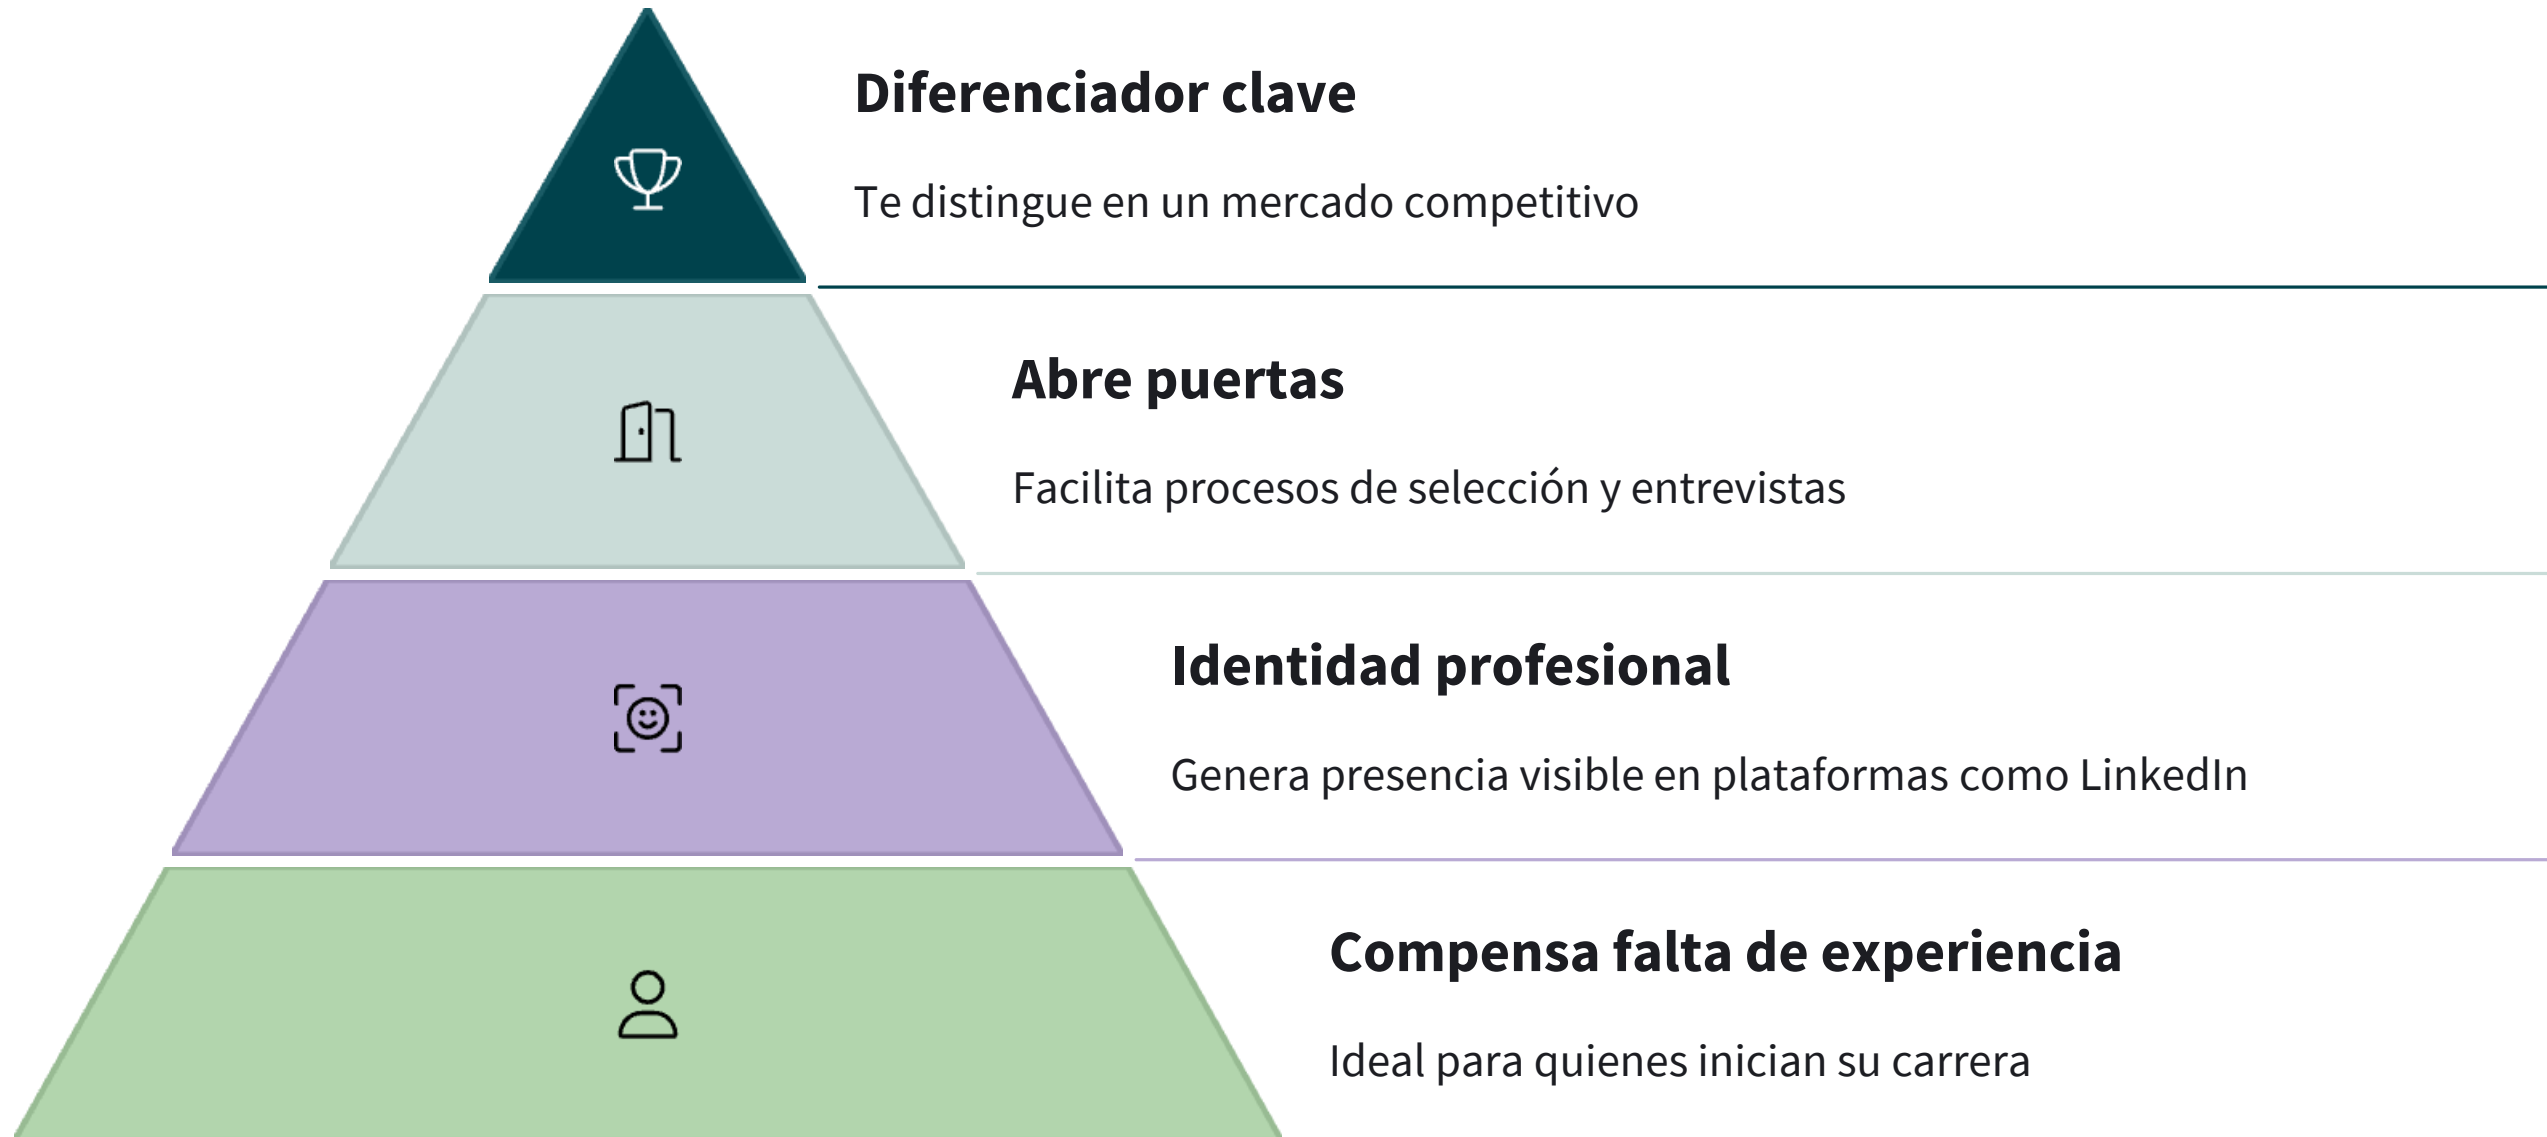 Diferenciador clave
Te distingue en un mercado competitivo
Abre puertas
Facilita procesos de selección y entrevistas
Identidad profesional
Genera presencia visible en plataformas como LinkedIn
Compensa falta de experiencia
Ideal para quienes inician su carrera